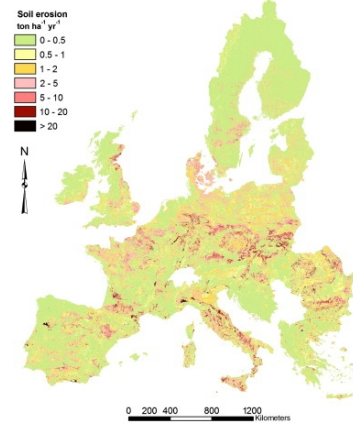 Soil erosion
ton ha⁻¹ yr⁻¹
0 - 0.5
0.5 - 1
1 - 2
2 - 5
5 - 10
10 - 20
> 20
N
0 200 400 800 1200
Kilometers